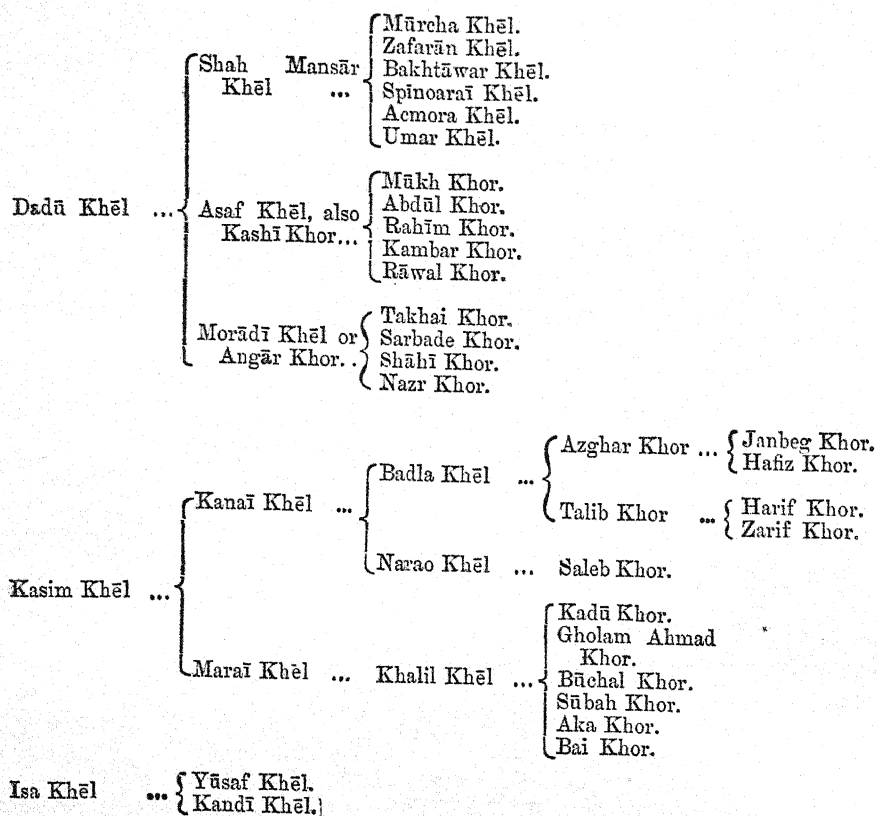 Mūrcha Khēl.
Zafarān Khēl.
Shah Mansār Bakhtāwar Khēl.
Khēl ... Spīnoaraī Khēl.
Acmora Khēl.
Umar Khēl.
Mūkh Khor.
Dadū Khēl ... Asaf Khēl, also Abdūl Khor.
Kashī Khor... Rahīm Khor.
Kambar Khor.
Rāwal Khor.
Takhai Khor.
Morādī Khēl or Sarbade Khor.
Angār Khor.. Shāhī Khor.
Nazr Khor.
Azghar Khor ... Janbeg Khor.
Hafiz Khor.
Kanaī Khēl ... Badla Khēl ...
Talib Khor ... Harif Khor.
Zarif Khor.
Narao Khēl ... Saleb Khor.
Kasim Khēl ...
Kadū Khor.
Gholam Ahmad
Khor.
Maraī Khēl ... Khalil Khēl ... Būchal Khor.
Sūbah Khor.
Aka Khor.
Bai Khor.
Isa Khēl ... Yūsaf Khēl.
Kandī Khēl.]